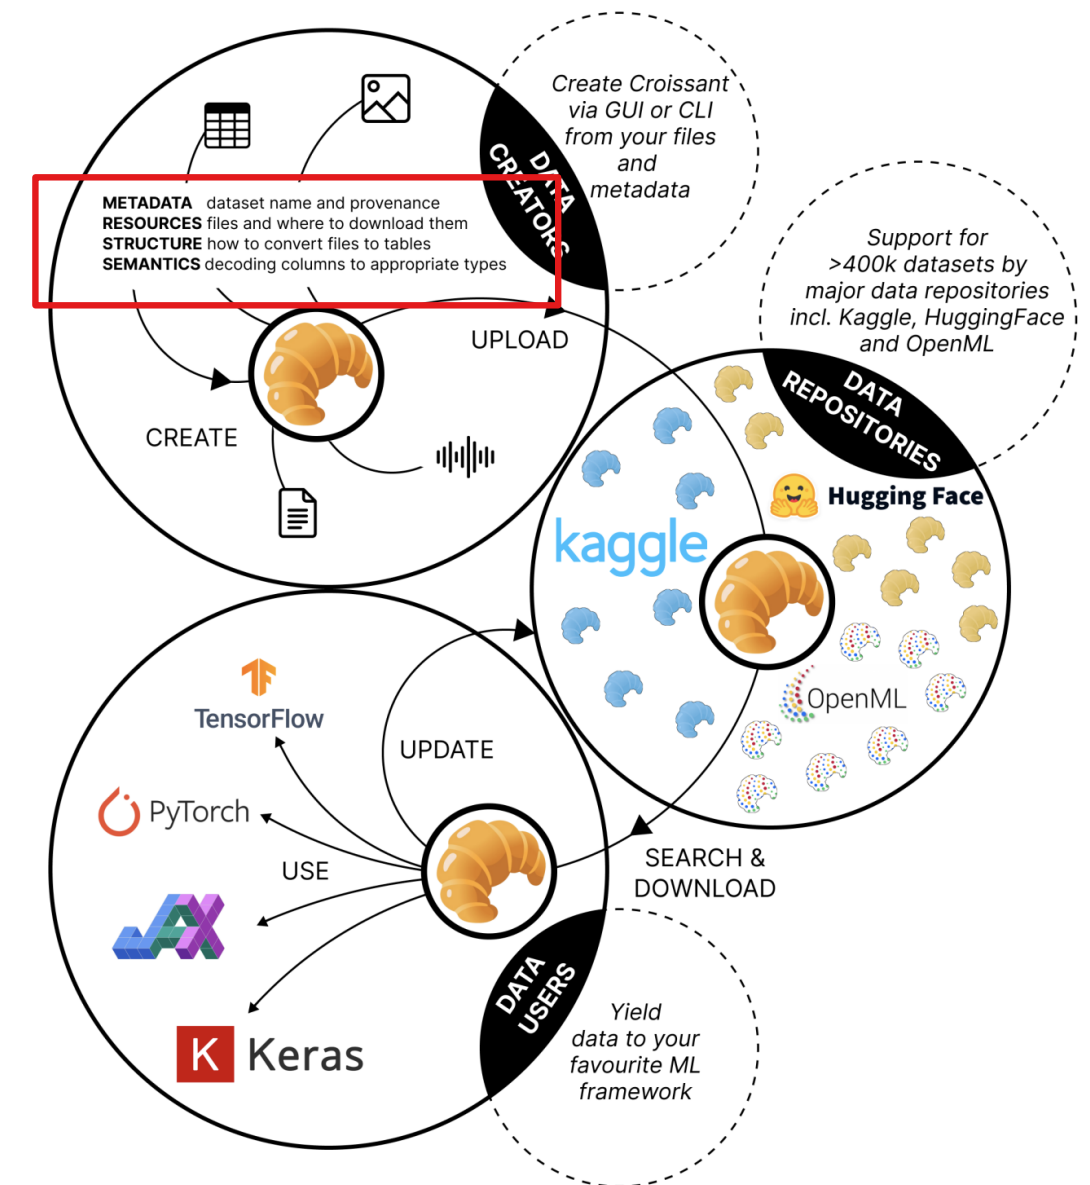 Create Croissant
via GUI or CLI
from your files
and
metadata
DATA
CREATORS
METADATA dataset name and provenance
RESOURCES files and where to download them
STRUCTURE how to convert files to tables
SEMANTICS decoding columns to appropriate types
UPLOAD
CREATE
Support for
>400k datasets by
major data repositories
incl. Kaggle, HuggingFace
and OpenML
DATA
REPOSITORIES
Hugging Face
kaggle
OpenML
TensorFlow
UPDATE
PyTorch
USE
JAX
Keras
SEARCH &
DOWNLOAD
DATA
USERS
Yield
data to your
favourite ML
framework
K